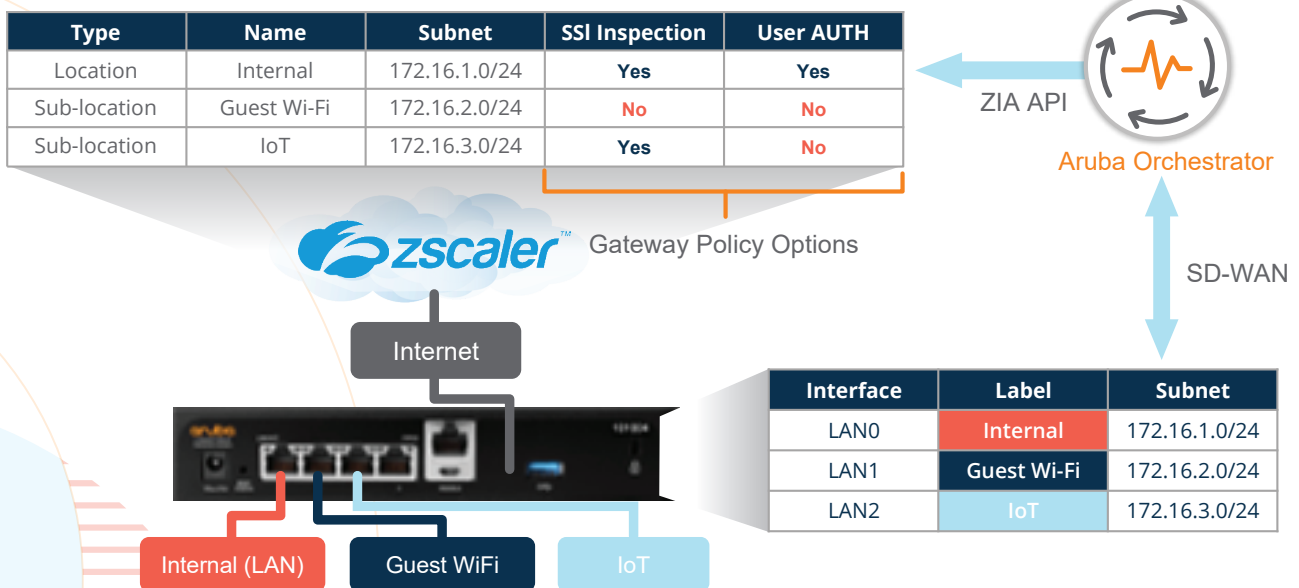 Type Name Subnet SSl Inspection User AUTH
Location Internal 172.16.1.0/24 Yes Yes
Sub-location Guest Wi-Fi 172.16.2.0/24 No No
Sub-location IoT 172.16.3.0/24 Yes No
ZIA API
Aruba Orchestrator
zscaler™
Gateway Policy Options
SD-WAN
Internet
Interface Label Subnet
LAN0 Internal 172.16.1.0/24
LAN1 Guest Wi-Fi 172.16.2.0/24
LAN2 IoT 172.16.3.0/24
aruba
Internal (LAN)
Guest WiFi
IoT